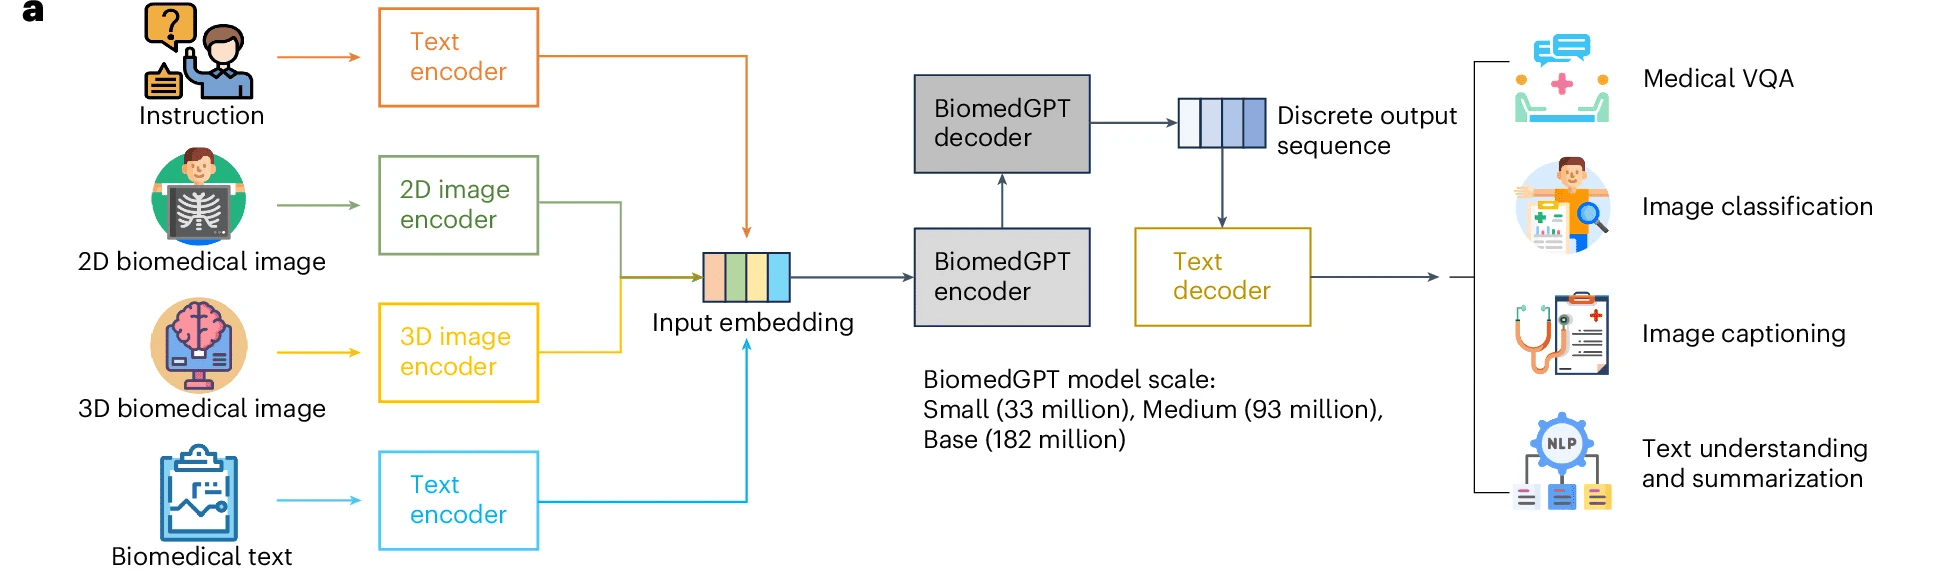 a
Instruction
Text
encoder
2D biomedical image
2D image
encoder
3D biomedical image
3D image
encoder
Biomedical text
Text
encoder
Input embedding
BiomedGPT
decoder
BiomedGPT
encoder
Discrete output
sequence
Text
decoder
BiomedGPT model scale:
Small (33 million), Medium (93 million),
Base (182 million)
Medical VQA
Image classification
Image captioning
NLP
Text understanding
and summarization
?